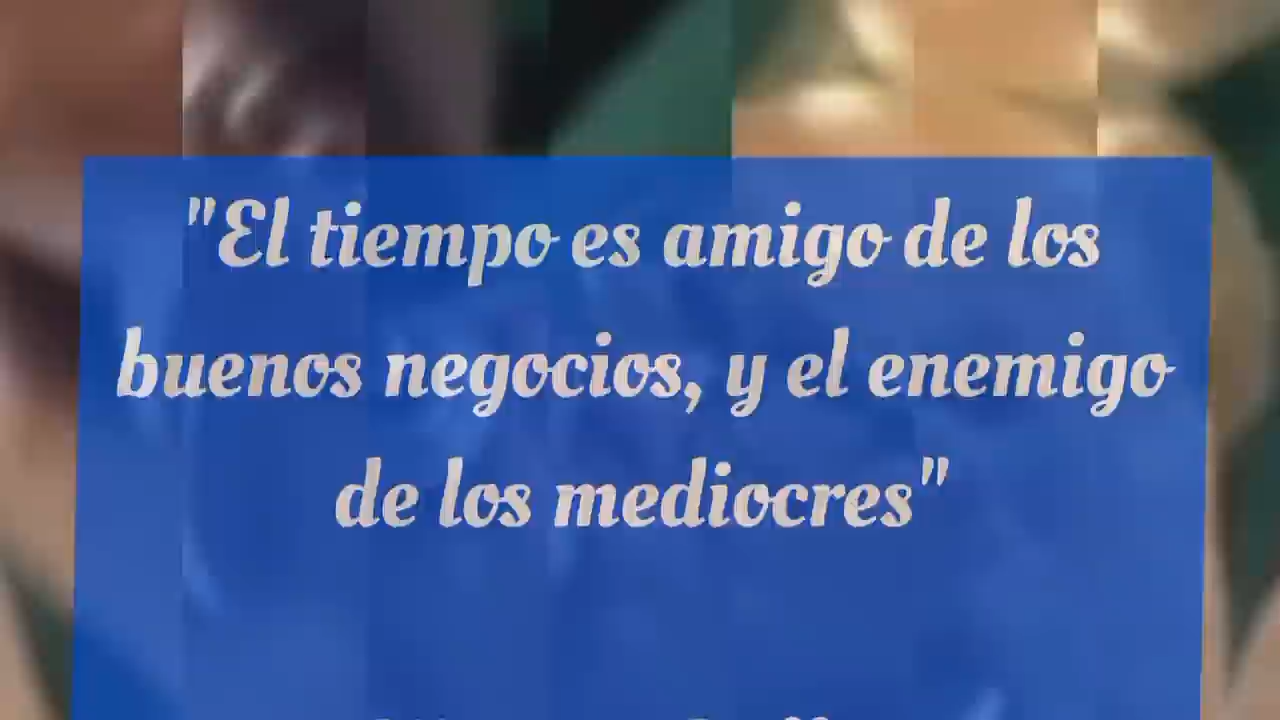 "El tiempo es amigo de los
buenos negocios, y el enemigo
de los mediocres"